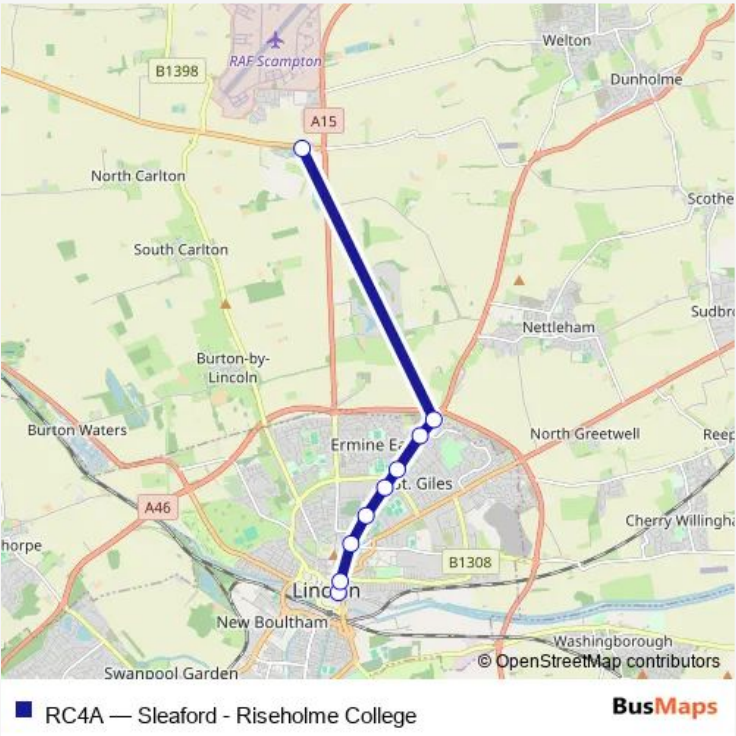 Welton
RAF Scampton
B1398
Dunholme
A15
North Carlton
Scothe
South Carlton
Sudbr
Nettleham
Burton-by-
Lincoln
Burton Waters
Ermine Ea
North Greetwell
Reep
St. Giles
A46
Cherry Willingha
horpe
B1308
Lincoln
New Boultham
Washingborough
© OpenStreetMap contributors
Swanpool Garden
RC4A — Sleaford - Riseholme College
BusMaps